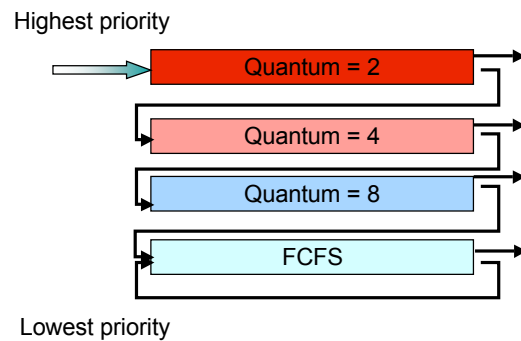 Highest priority
Quantum = 2
Quantum = 4
Quantum = 8
FCFS
Lowest priority